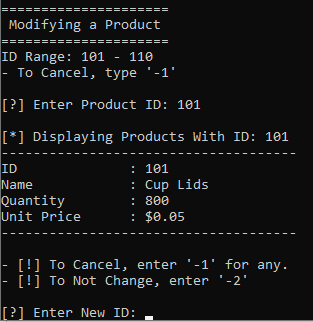 =====================
Modifying a Product
=====================
ID Range: 101 - 110
- To Cancel, type '-1'
[?] Enter Product ID: 101
[*] Displaying Products With ID: 101
-------------------------------------
ID : 101
Name : Cup Lids
Quantity : 800
Unit Price : $0.05
-------------------------------------
- [!] To Cancel, enter '-1' for any.
- [!] To Not Change, enter '-2'
[?] Enter New ID: